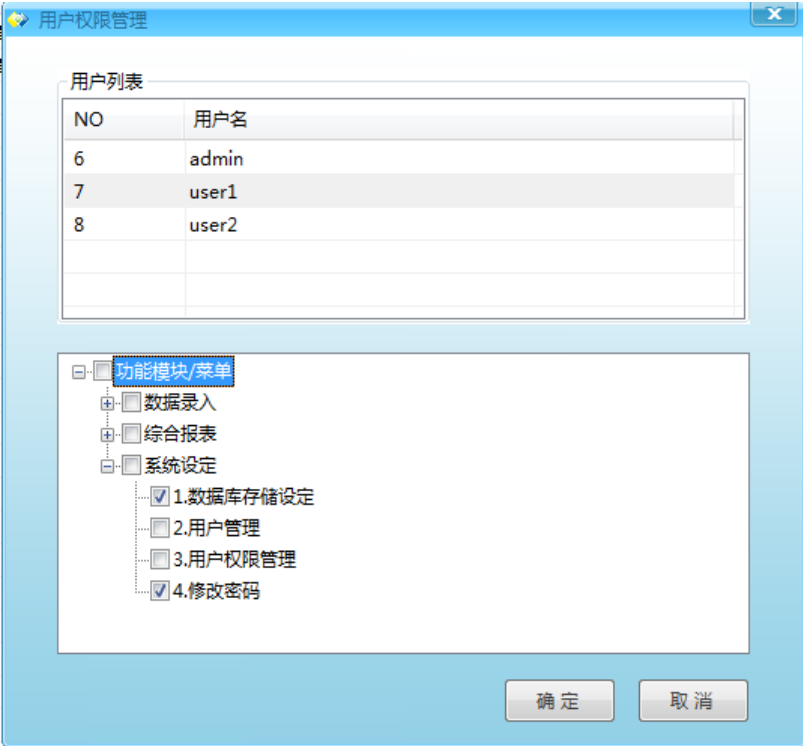 用户权限管理
用户列表
NO 用户名
6 admin
7 user1
8 user2
功能模块/菜单
数据录入
综合报表
系统设定
1.数据库存储设定
2.用户管理
3.用户权限管理
4.修改密码
确定 取消